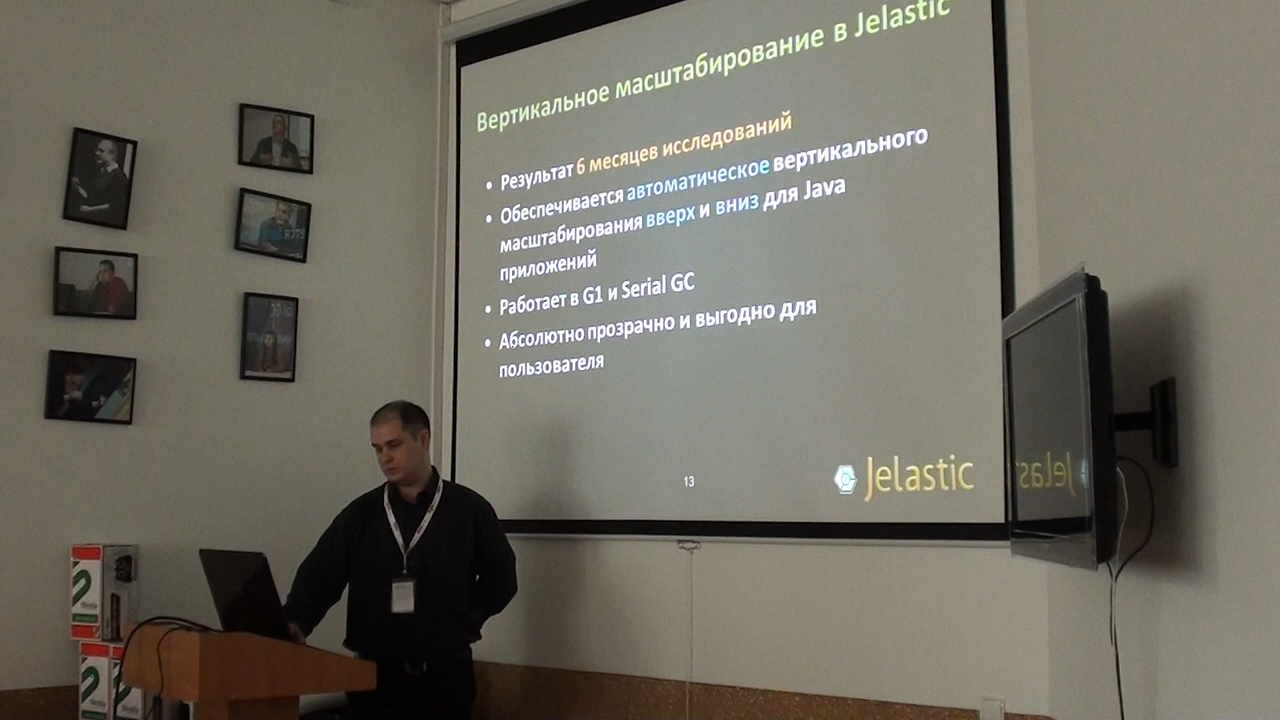 Вертикальное масштабирование в Jelastic
• Результат 6 месяцев исследований
• Обеспечивается автоматическое вертикального
масштабирования вверх и вниз для Java
приложений
• Работает в G1 и Serial GC
• Абсолютно прозрачно и выгодно для
пользователя
13
Jelastic